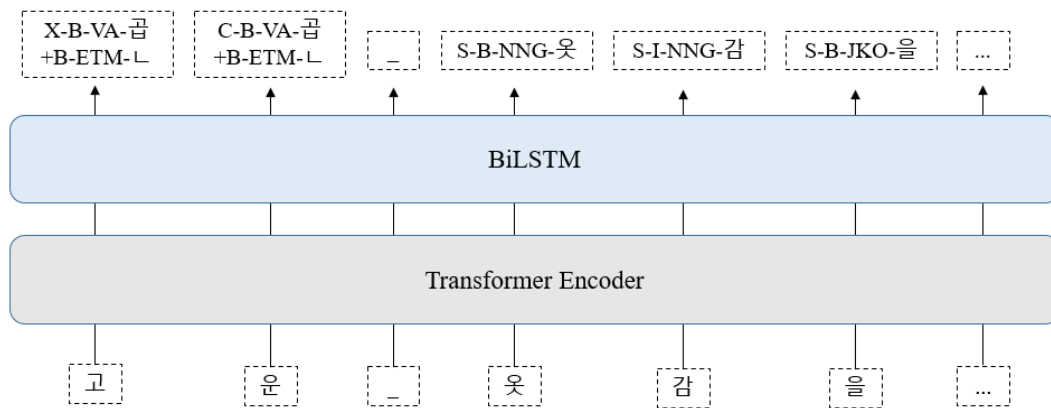 X-B-VA-곱
+B-ETM-ㄴ
C-B-VA-곱
+B-ETM-ㄴ
_
S-B-NNG-옷
S-I-NNG-감
S-B-JKO-을
...
BiLSTM
Transformer Encoder
고
운
_
옷
감
을
...